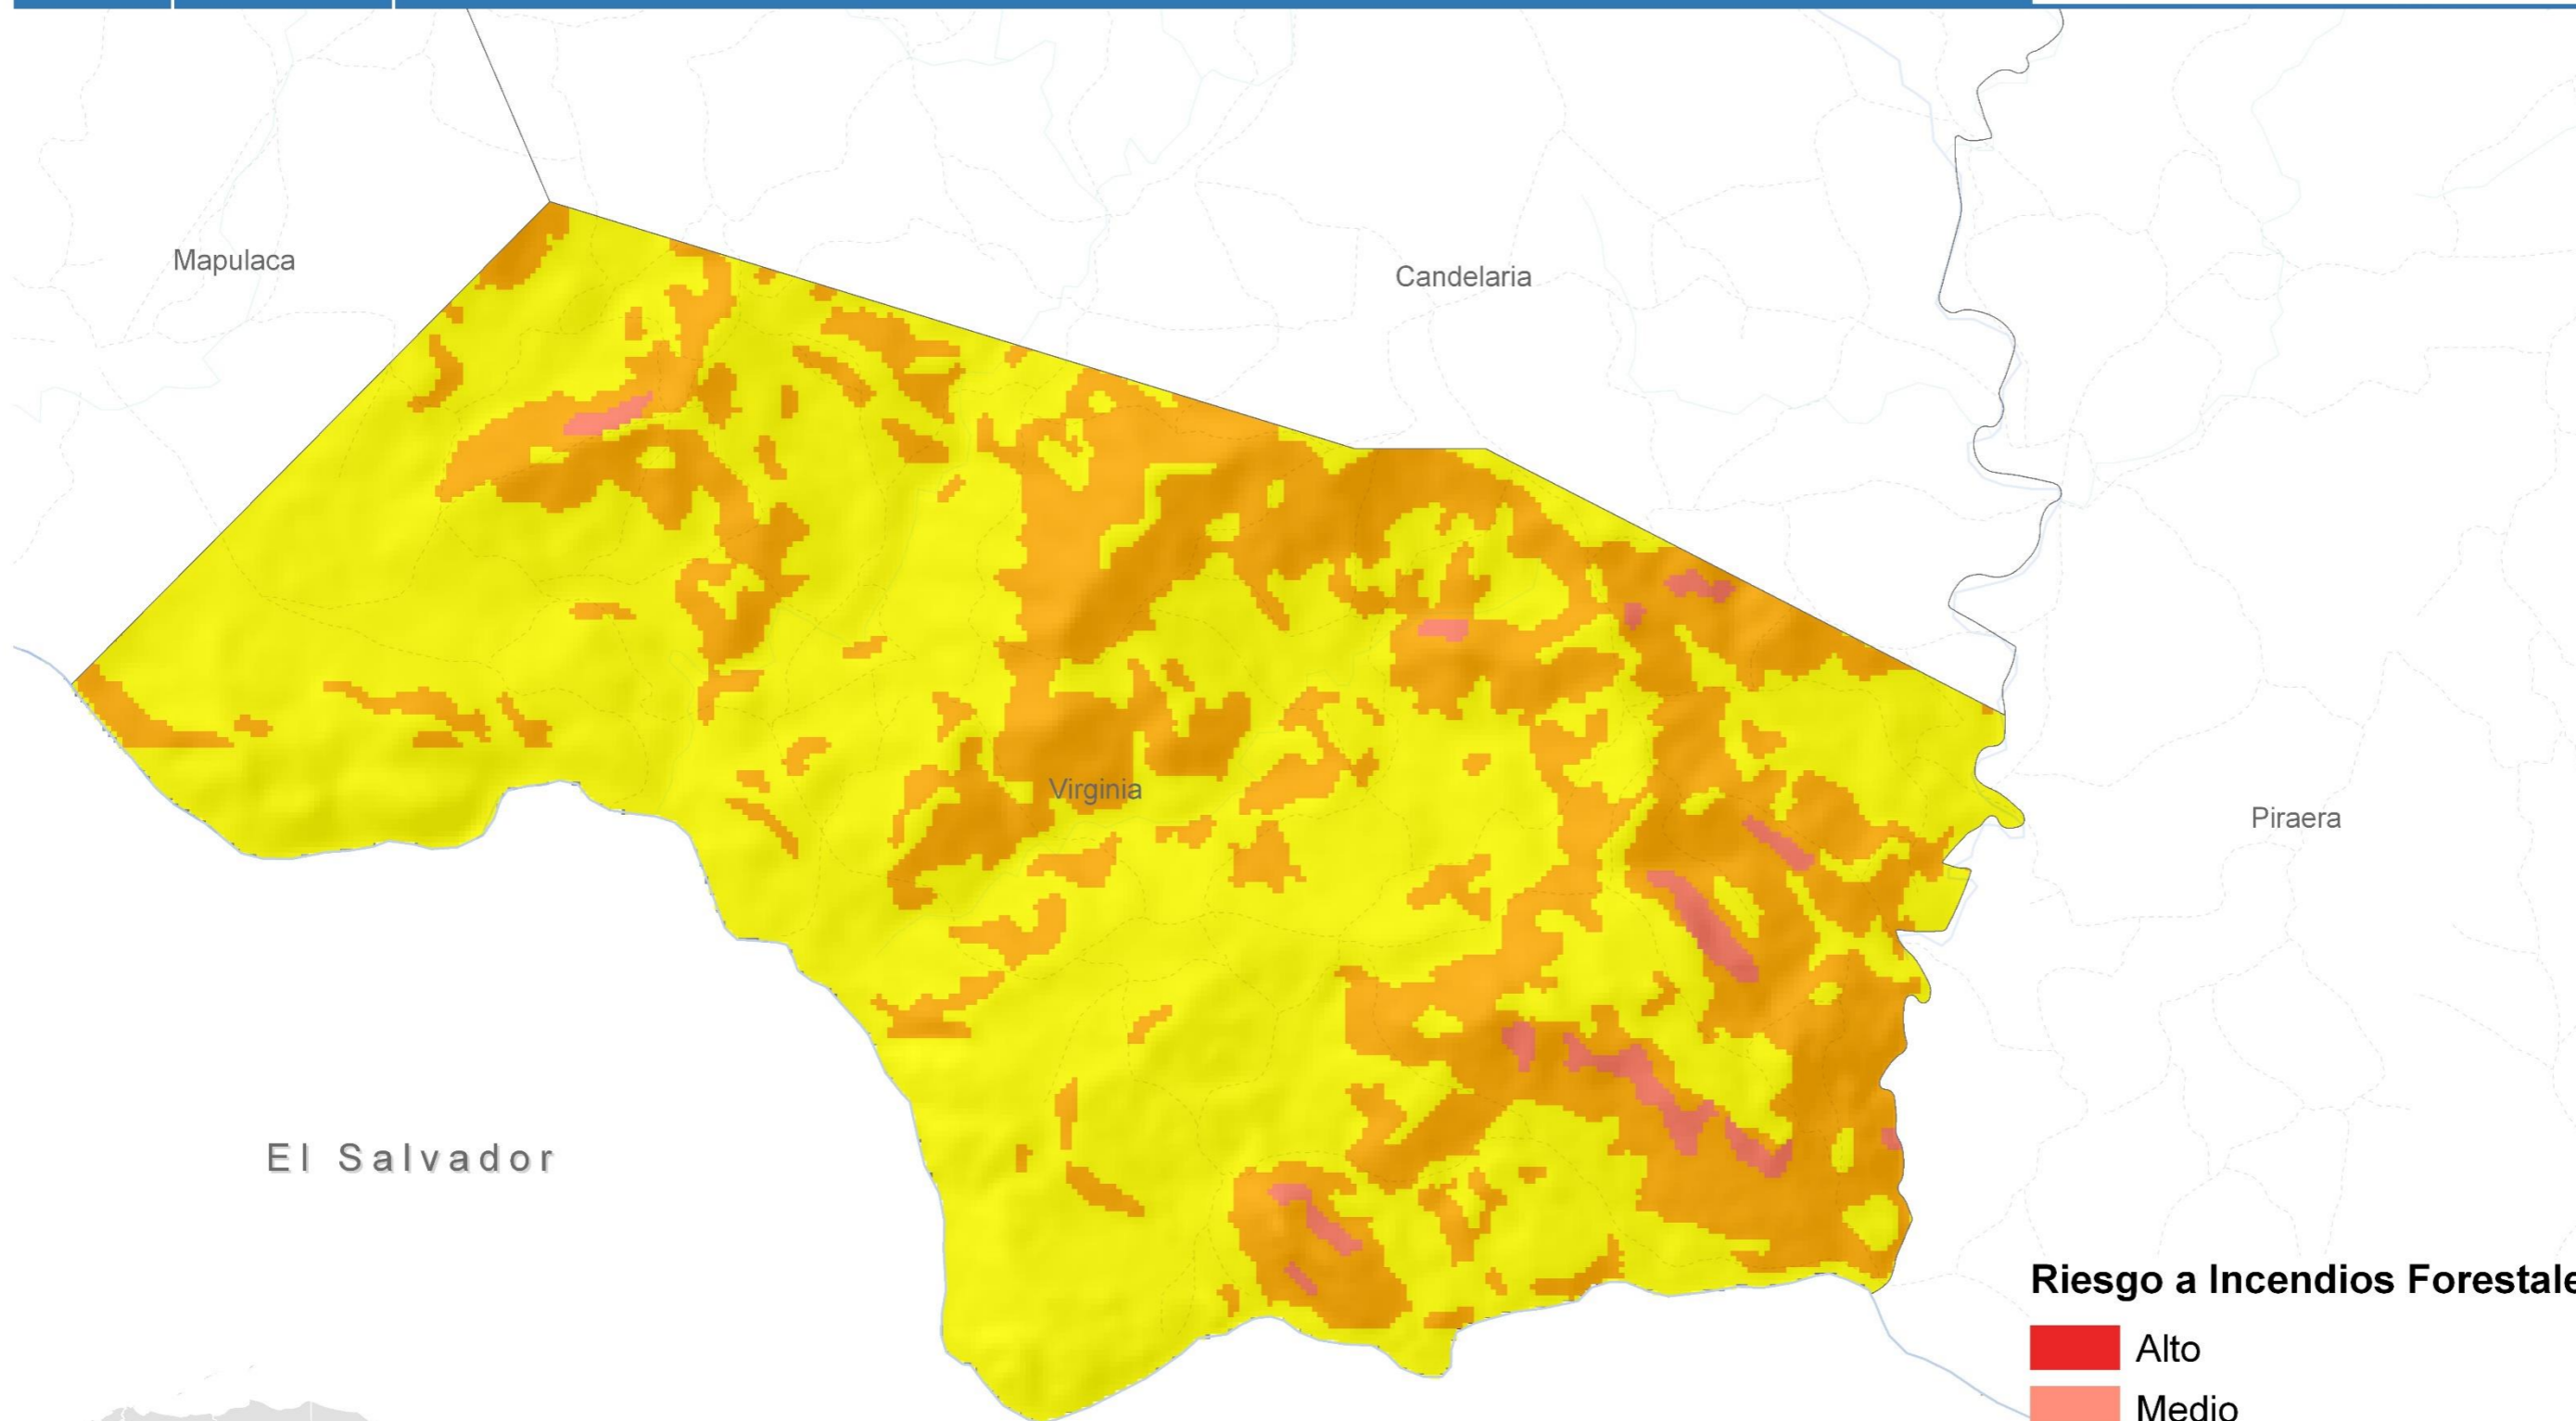 Mapulaca
Candelaria
Virginia
Piraera
El Salvador
Riesgo a Incendios Forestale
Alto
Medio